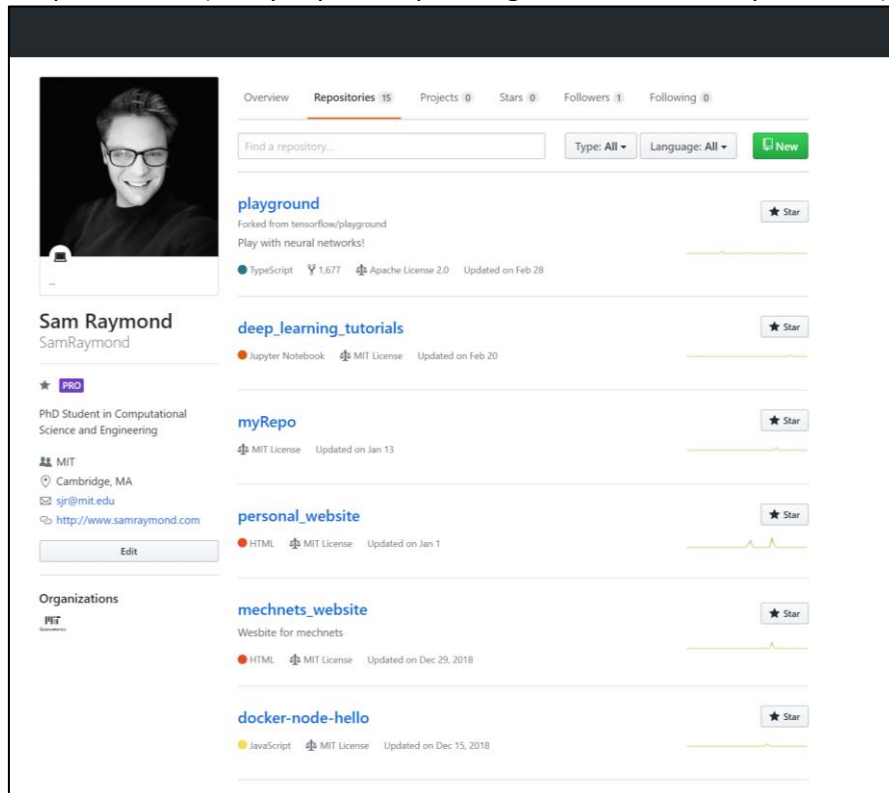 Overview Repositories 15 Projects 0 Stars 0 Followers 1 Following 0
Find a repository...
Type: All
Language: All
New
playground
Star
Forked from tensorflow/playground
Play with neural networks!
TypeScript 1,677 Apache License 2.0 Updated on Feb 28
deep_learning_tutorials
Star
Jupyter Notebook MIT License Updated on Feb 20
myRepo
Star
MIT License Updated on Jan 13
personal_website
Star
HTML MIT License Updated on Jan 1
mechnets_website
Star
Wesbite for mechnets
HTML MIT License Updated on Dec 29, 2018
docker-node-hello
Star
JavaScript MIT License Updated on Dec 15, 2018
Sam Raymond
SamRaymond
PRO
PhD Student in Computational
Science and Engineering
MIT
Cambridge, MA
sjr@mit.edu
http://www.samraymond.com
Edit
Organizations
MIT